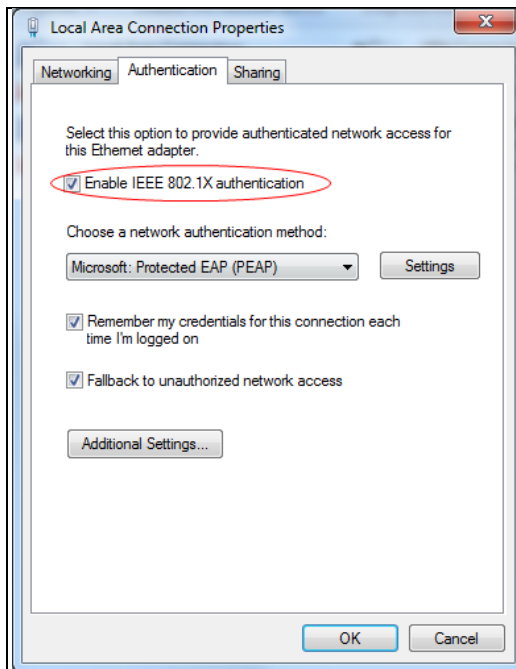 Local Area Connection Properties
Networking Authentication Sharing
Select this option to provide authenticated network access for
this Ethernet adapter.
Enable IEEE 802.1X authentication
Choose a network authentication method:
Microsoft: Protected EAP (PEAP) Settings
Remember my credentials for this connection each
time I'm logged on
Fallback to unauthorized network access
Additional Settings...
OK Cancel